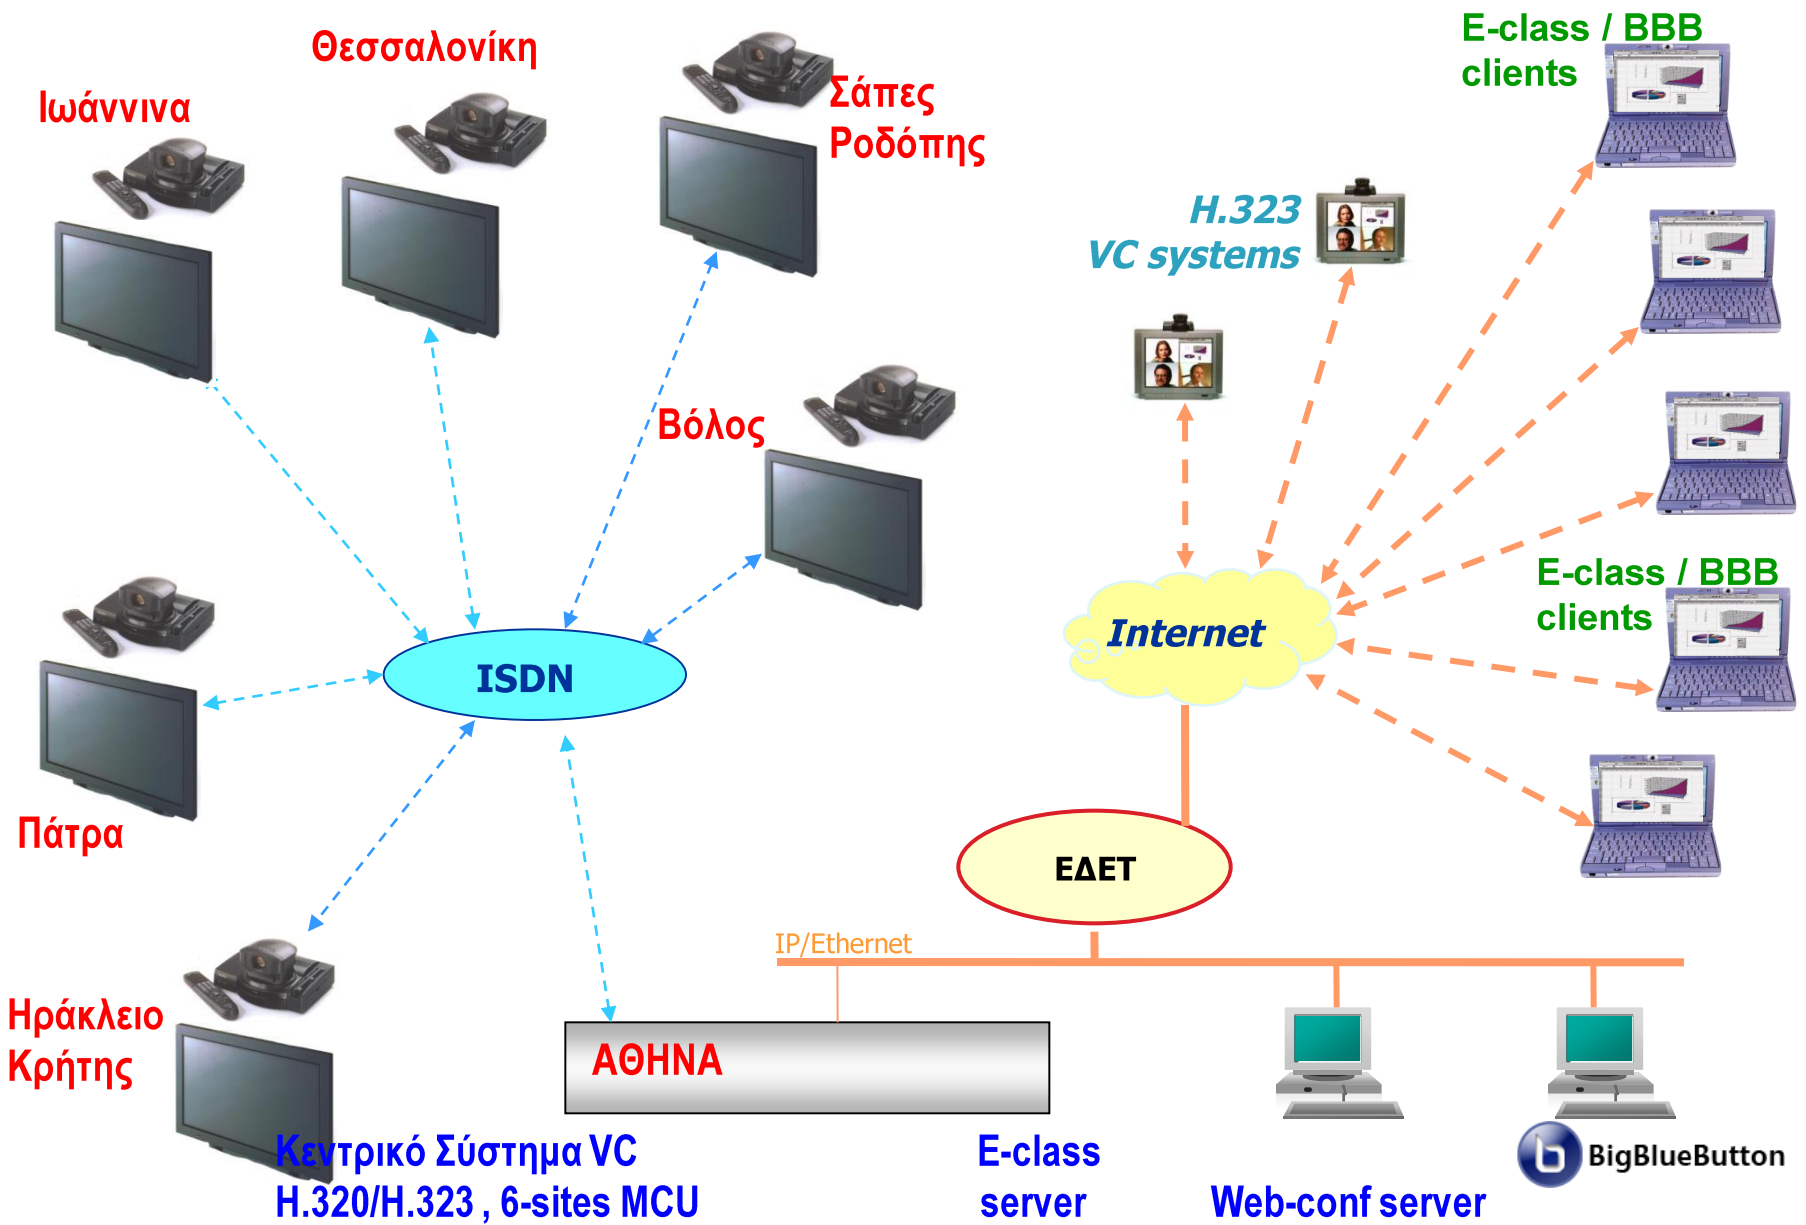 Θεσσαλονίκη
Ιωάννινα
Σάπες
Ροδόπης
E-class / BBB
clients
H.323
VC systems
Βόλος
E-class / BBB
clients
Internet
ISDN
Πάτρα
ΕΔΕΤ
IP/Ethernet
Ηράκλειο
Κρήτης
ΑΘΗΝΑ
Κεντρικό Σύστημα VC
H.320/H.323 , 6-sites MCU
E-class
server
Web-conf server
BigBlueButton